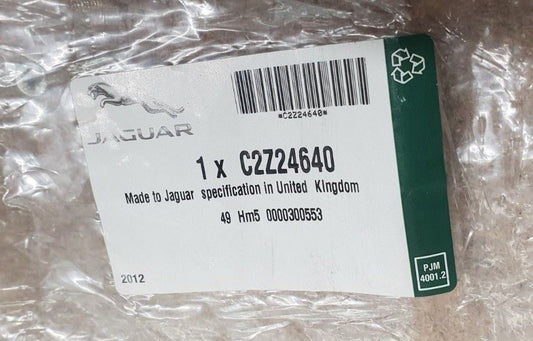 *C2Z24640*
JAGUAR
1 x C2Z24640
Made to Jaguar specification in United Kingdom
49 Hm5 0000300553
2012
PJM
4001.2